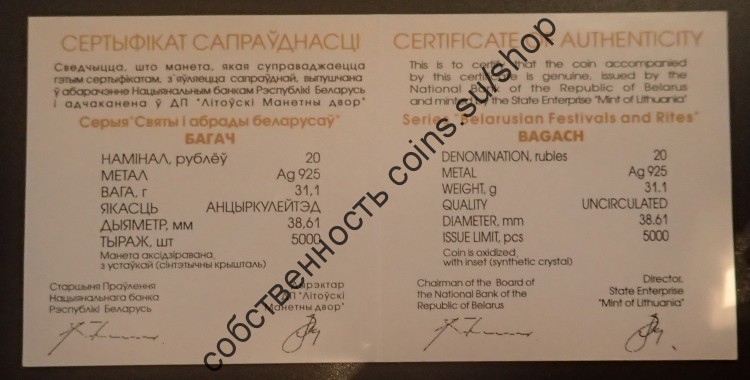 СЕРТЫФІКАТ САПРАЎДНАСЦІ
Сведчыцца, што манета, якая суправаджаецца
гэтым сертыфікатам, з'яўляецца сапраўднай, выпушчана
ў абарачэнне Нацыянальным банкам Рэспублікі Беларусь
і адчаканена ў ДП "Літоўскі Манетны двор"
Серыя "Святы і абрады беларусаў"
БАГАЧ
НАМІНАЛ, рублёў 20
МЕТАЛ Ag 925
ВАГА, г 31,1
ЯКАСЦЬ АНЦЫРКУЛЕЙТЭД
ДЫЯМЕТР, мм 38,61
ТЫРАЖ, шт 5000
Манета аксідзіравана
з устаўкай (сінтэтычны крышталь)
Старшыня Праўлення
Нацыянальнага банка
Рэспублікі Беларусь
Дырэктар
ДП "Літоўскі
Манетны двор"
CERTIFICATE OF AUTHENTICITY
This is to certify that the coin accompanied
by this certificate is genuine, issued by the
National Bank of the Republic of Belarus
and minted by the State Enterprise "Mint of Lithuania"
Series "Belarusian Festivals and Rites"
BAGACH
DENOMINATION, rubles 20
METAL Ag 925
WEIGHT, g 31.1
QUALITY UNCIRCULATED
DIAMETER, mm 38.61
ISSUE LIMIT, pcs 5000
Coin is oxidized
with inset (synthetic crystal)
Chairman of the Board of
the National Bank of the
Republic of Belarus
Director,
State Enterprise
"Mint of Lithuania"
собственность coins.su/shop